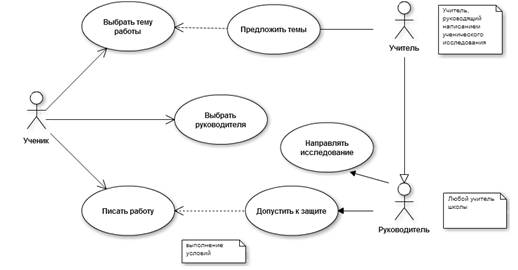 Выбрать тему
работы
Предложить темы
Учитель
Учитель,
руководящий
написанием
ученического
исследования
Ученик
Выбрать
руководителя
Направлять
исследование
Писать работу
Допустить к защите
Руководитель
Любой учитель
школы
выполнение
условий